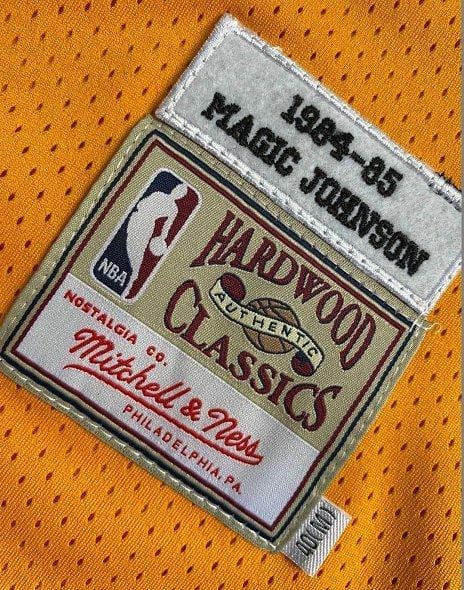 1984-85
MAGIC JOHNSON
HARDWOOD
AUTHENTIC
CLASSICS
NBA
NOSTALGIA CO.
Mitchell & Ness
PHILADELPHIA, PA.